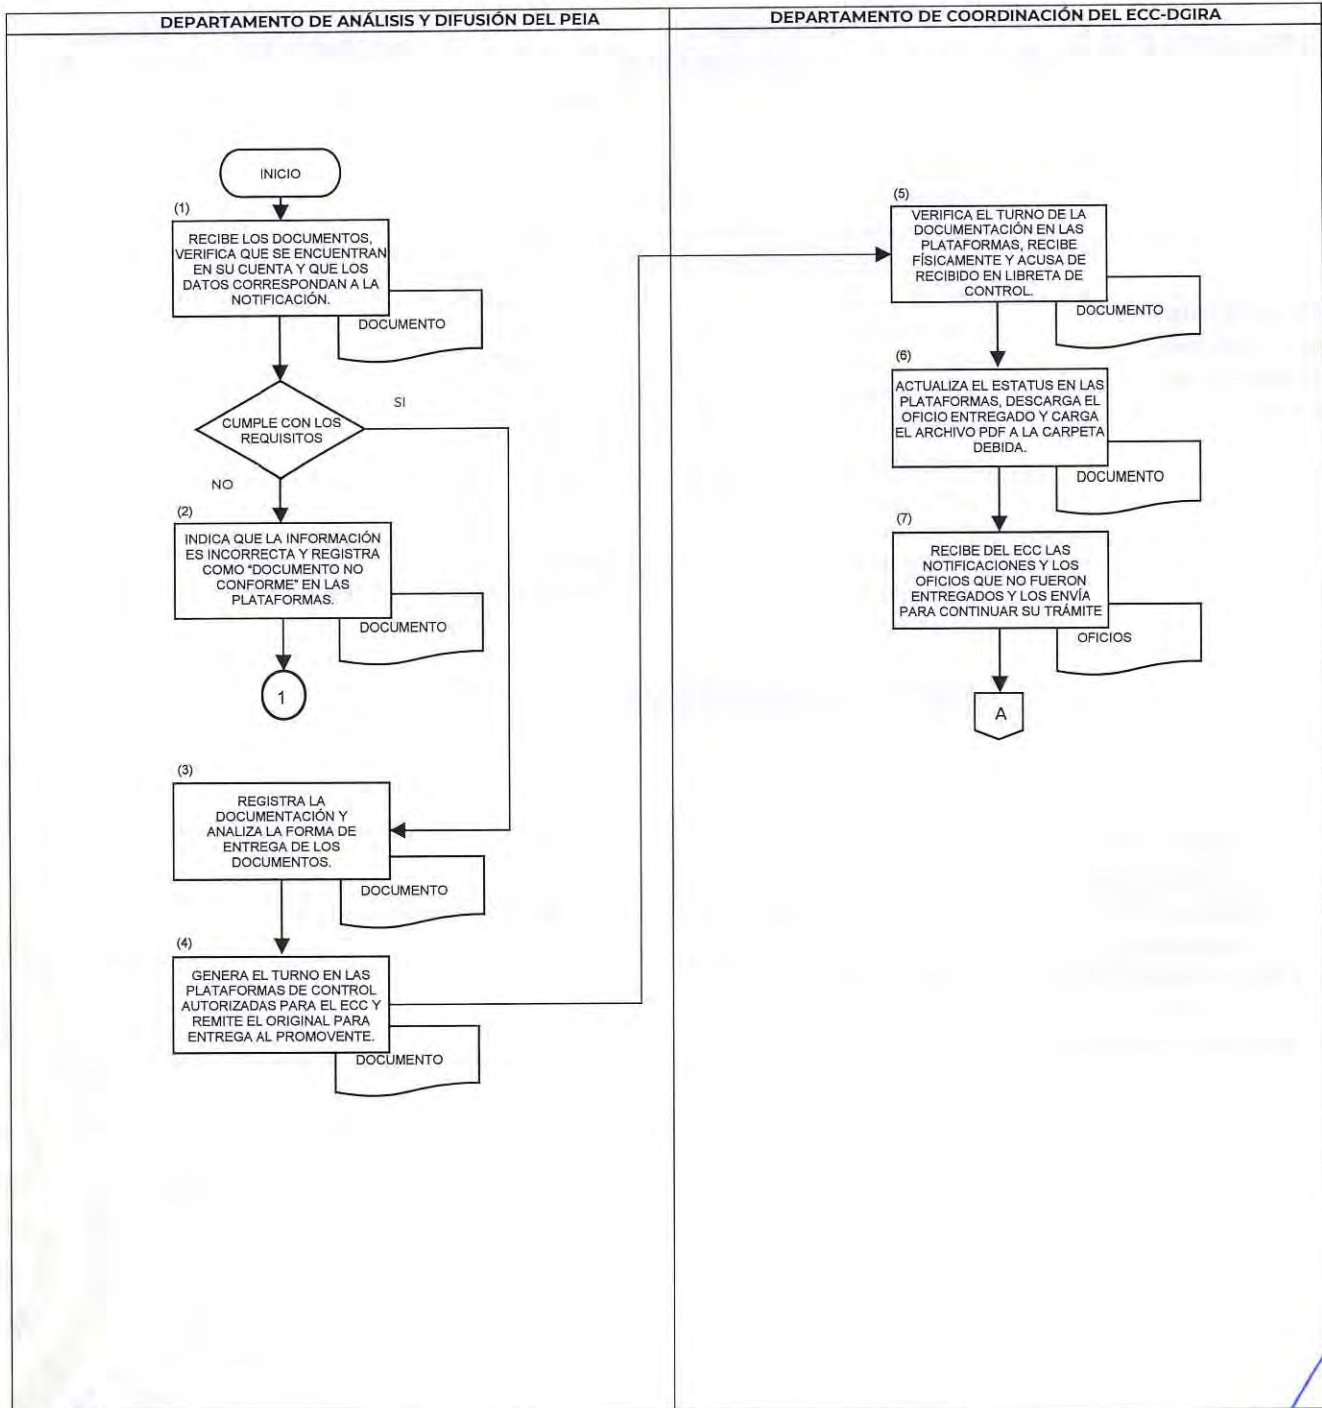 DEPARTAMENTO DE ANÁLISIS Y DIFUSIÓN DEL PEIA
DEPARTAMENTO DE COORDINACIÓN DEL ECC-DGIRA
INICIO
(1)
RECIBE LOS DOCUMENTOS,
VERIFICA QUE SE ENCUENTRAN
EN SU CUENTA Y QUE LOS
DATOS CORRESPONDAN A LA
NOTIFICACIÓN.
DOCUMENTO
SI
CUMPLE CON LOS
REQUISITOS
NO
(2)
INDICA QUE LA INFORMACIÓN
ES INCORRECTA Y REGISTRA
COMO “DOCUMENTO NO
CONFORME” EN LAS
PLATAFORMAS.
DOCUMENTO
1
(3)
REGISTRA LA
DOCUMENTACIÓN Y
ANALIZA LA FORMA DE
ENTREGA DE LOS
DOCUMENTOS.
DOCUMENTO
(4)
GENERA EL TURNO EN LAS
PLATAFORMAS DE CONTROL
AUTORIZADAS PARA EL ECC Y
REMITE EL ORIGINAL PARA
ENTREGA AL PROMOVENTE.
DOCUMENTO
(5)
VERIFICA EL TURNO DE LA
DOCUMENTACIÓN EN LAS
PLATAFORMAS, RECIBE
FÍSICAMENTE Y ACUSA DE
RECIBIDO EN LIBRETA DE
CONTROL.
DOCUMENTO
(6)
ACTUALIZA EL ESTATUS EN LAS
PLATAFORMAS, DESCARGA EL
OFICIO ENTREGADO Y CARGA
EL ARCHIVO PDF A LA CARPETA
DEBIDA.
DOCUMENTO
(7)
RECIBE DEL ECC LAS
NOTIFICACIONES Y LOS
OFICIOS QUE NO FUERON
ENTREGADOS Y LOS ENVÍA
PARA CONTINUAR SU TRÁMITE
OFICIOS
A